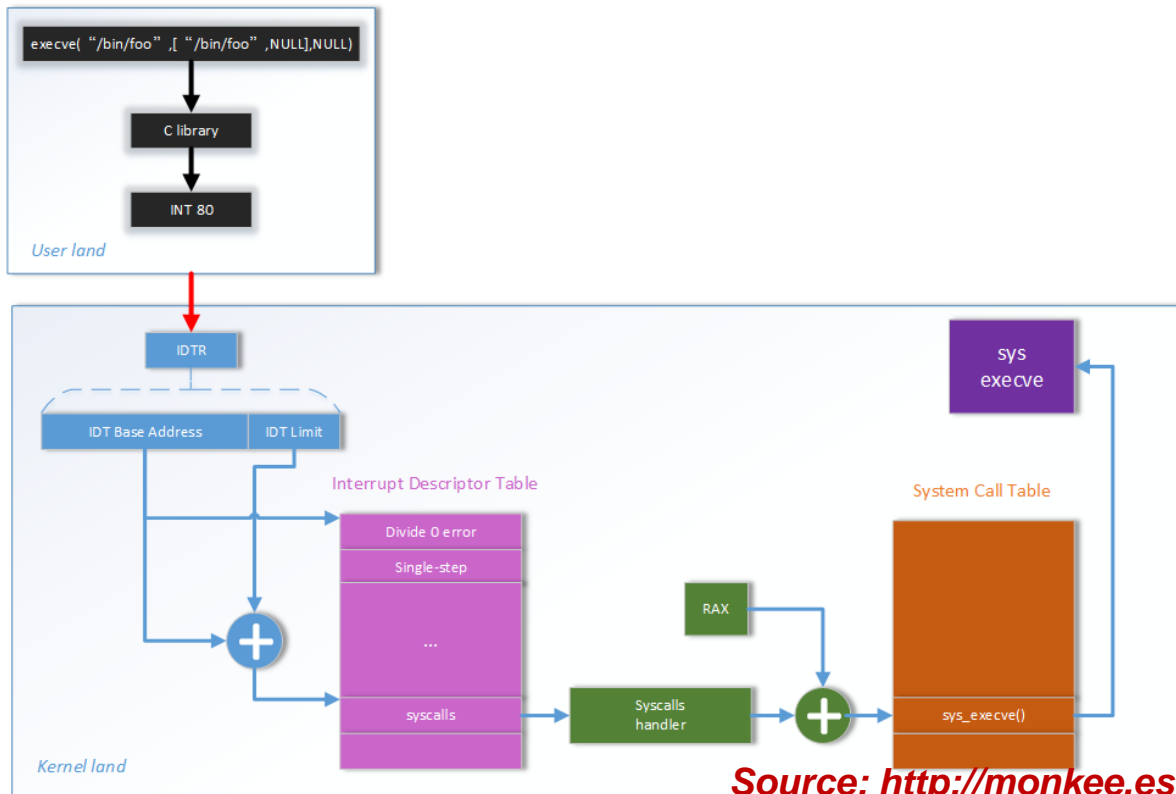 execve( “/bin/foo” ,[ “/bin/foo” ,NULL],NULL)
C library
INT 80
User land
IDTR
IDT Base Address
IDT Limit
sys
execve
Interrupt Descriptor Table
System Call Table
Divide 0 error
Single-step
...
RAX
syscalls
Syscalls
handler
sys_execve()
Kernel land
Source: http://monkee.es